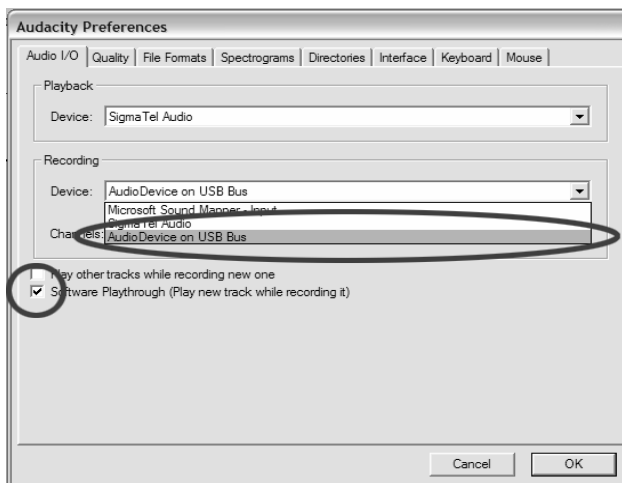 Audacity Preferences
Audio I/O Quality File Formats Spectrograms Directories Interface Keyboard Mouse
Playback
Device: SigmaTel Audio
Recording
Device: AudioDevice on USB Bus
Microsoft Sound Mapper - Input
SigmaTel Audio
Channels: AudioDevice on USB Bus
Play other tracks while recording new one
Software Playthrough (Play new track while recording it)
Cancel OK